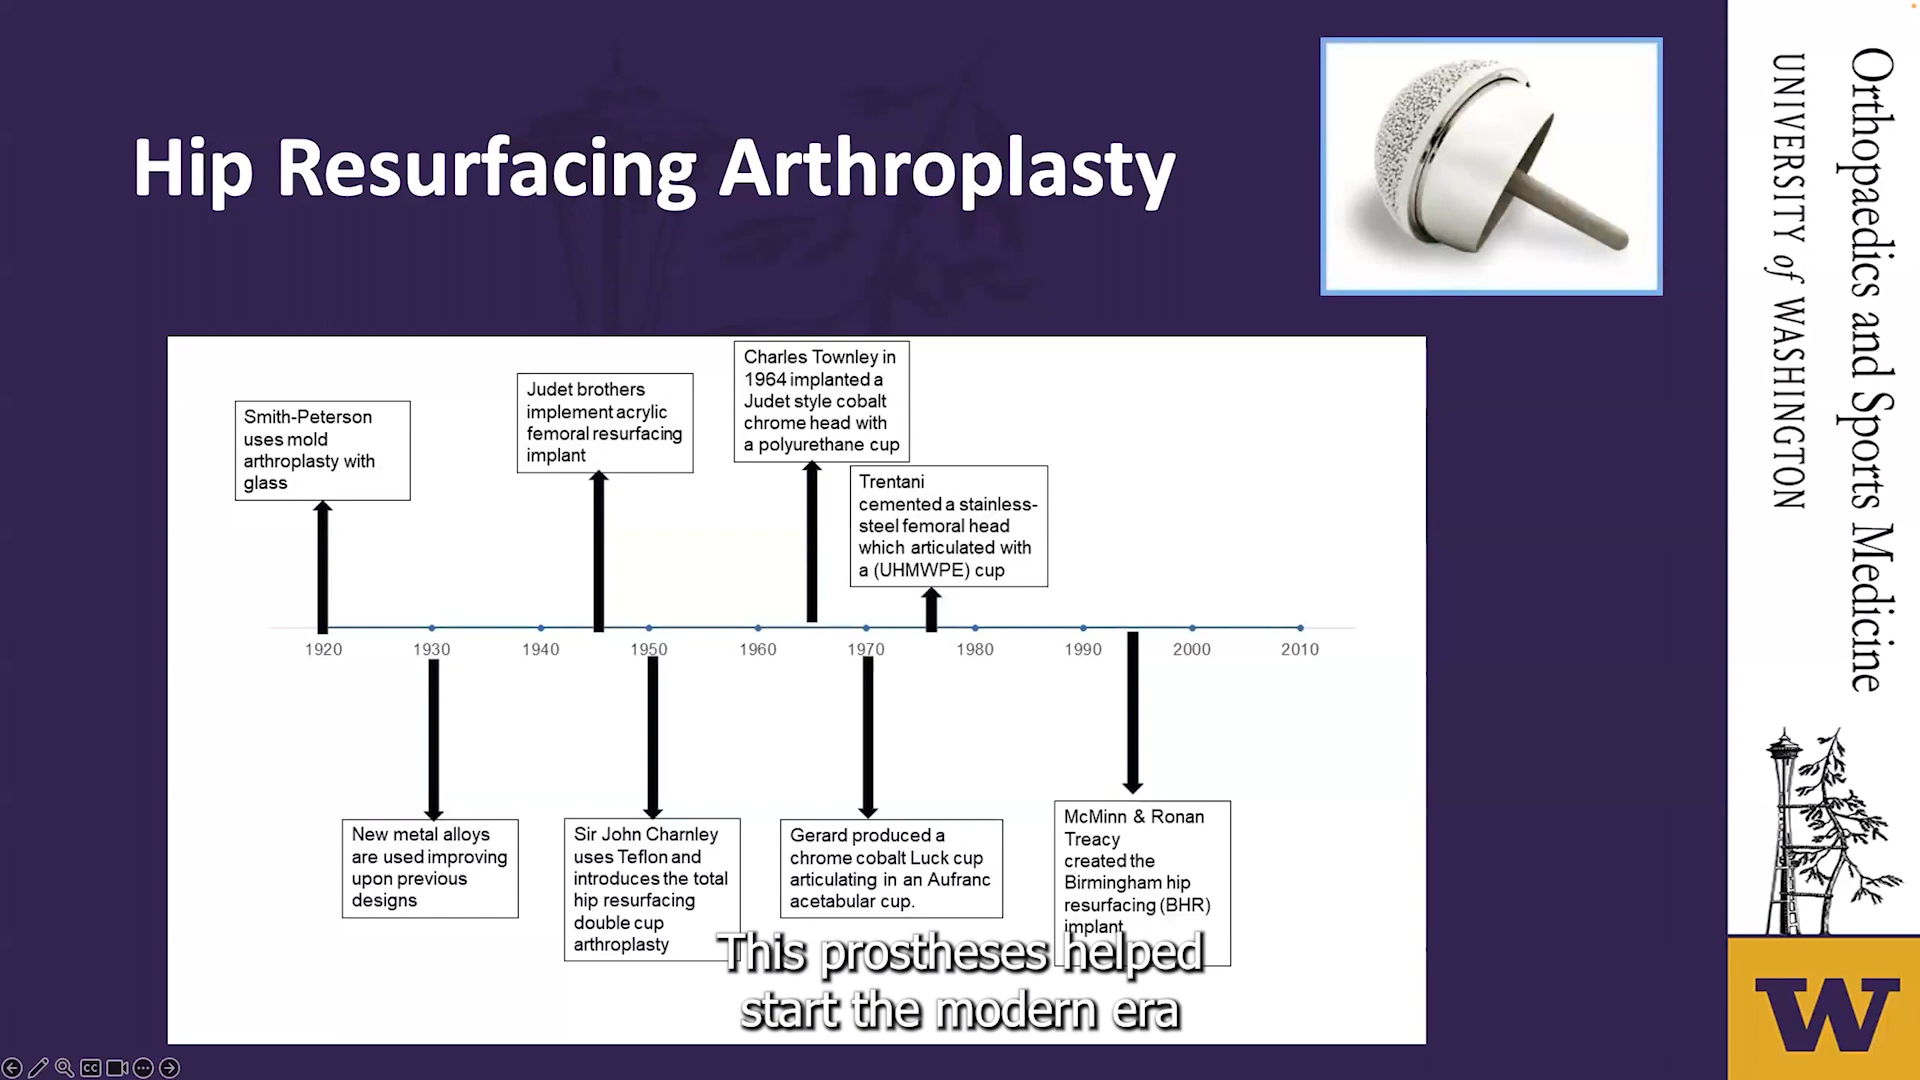 Hip Resurfacing Arthroplasty
Smith-Peterson
uses mold
arthroplasty with
glass
Judet brothers
implement acrylic
femoral resurfacing
implant
Charles Townley in
1964 implanted a
Judet style cobalt
chrome head with
a polyurethane cup
Trentani
cemented a stainless-
steel femoral head
which articulated with
a (UHMWPE) cup
1920 1930 1940 1950 1960 1970 1980 1990 2000 2010
New metal alloys
are used improving
upon previous
designs
Sir John Charnley
uses Teflon and
introduces the total
hip resurfacing
double cup
arthroplasty
Gerard produced a
chrome cobalt Luck cup
articulating in an Aufranc
acetabular cup.
McMinn & Ronan
Treacy
created the
Birmingham hip
resurfacing (BHR)
implant
This prostheses helped
start the modern era
Orthopaedics and Sports Medicine
UNIVERSITY of WASHINGTON
W
CC